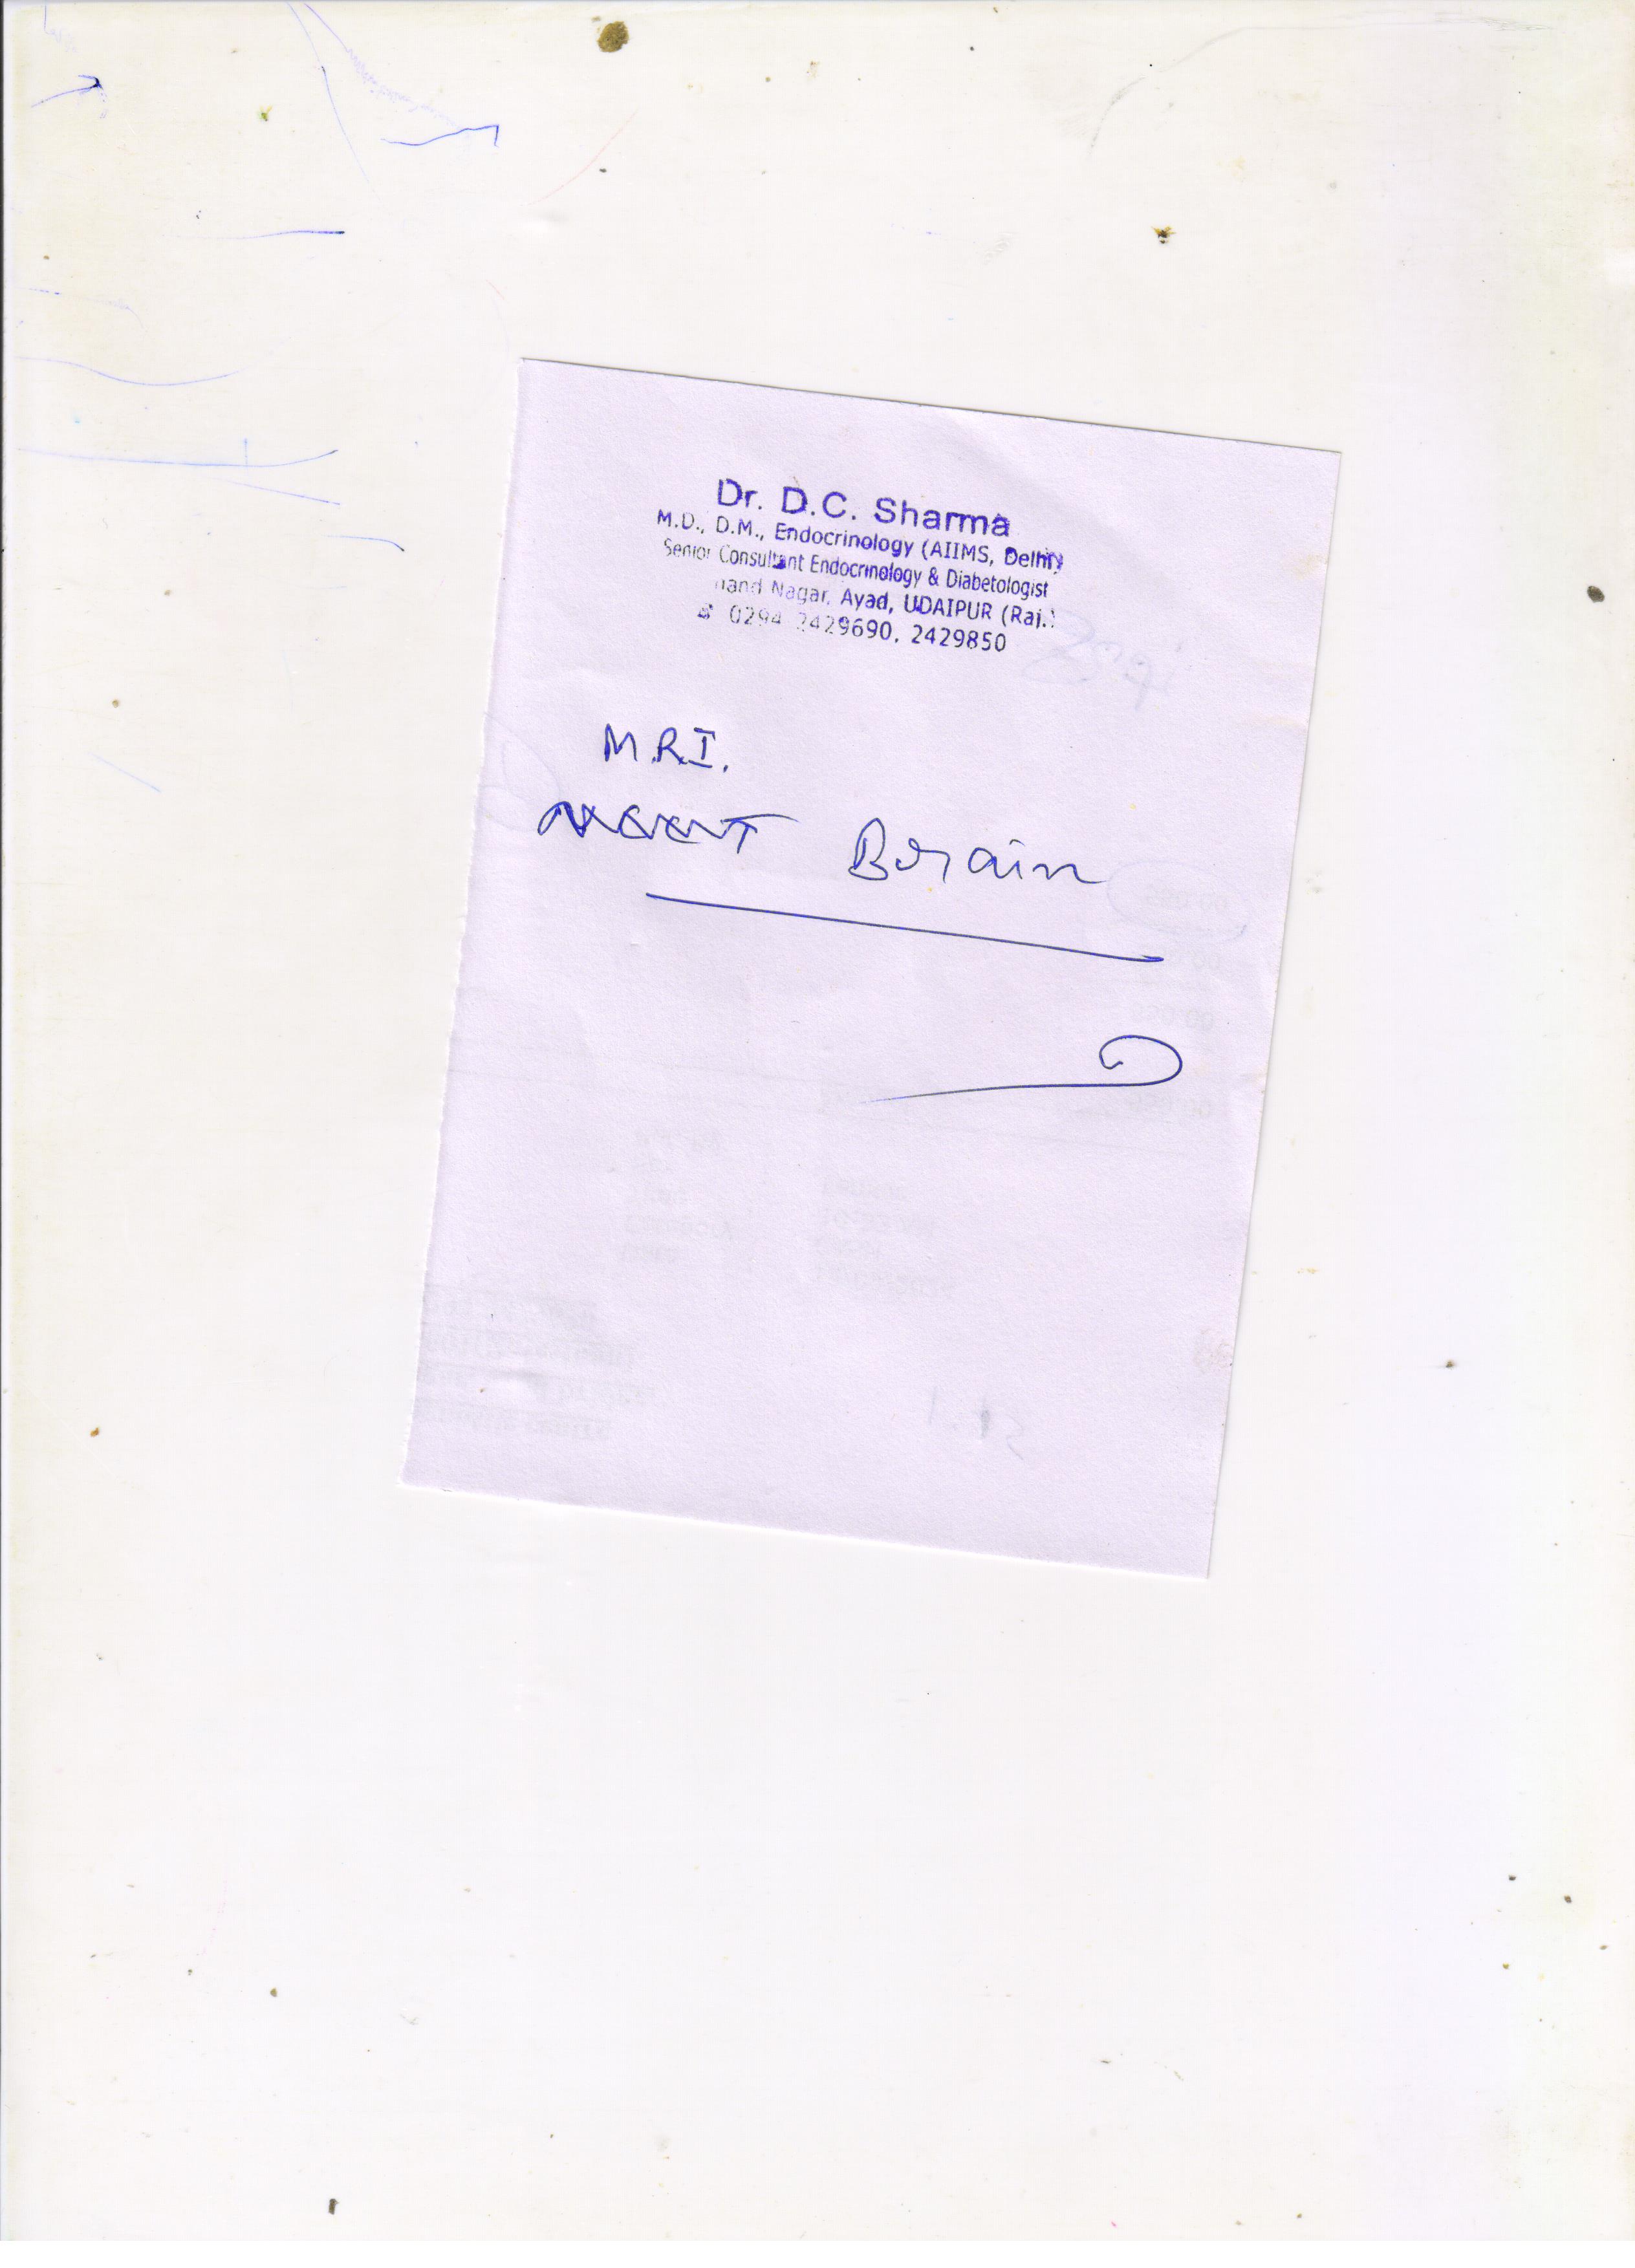 Dr. D.C. Sharma
M.D., D.M., Endocrinology (AIIMS, Delhi)
Senior Consultant Endocrinology & Diabetologist
Nagar, Ayad, UDAIPUR (Raj.)
☎ 0294 2429690, 2429850
M.R.I.
Brain